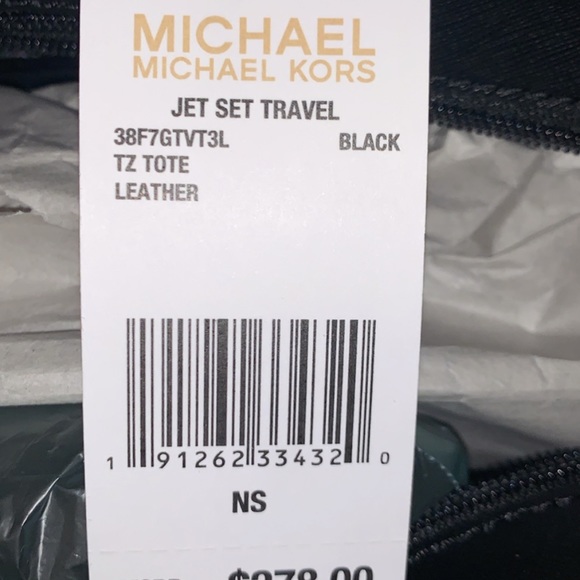 MICHAEL
MICHAEL KORS
JET SET TRAVEL
38F7GTVT3L BLACK
TZ TOTE
LEATHER
1 91262 33432 0
NS